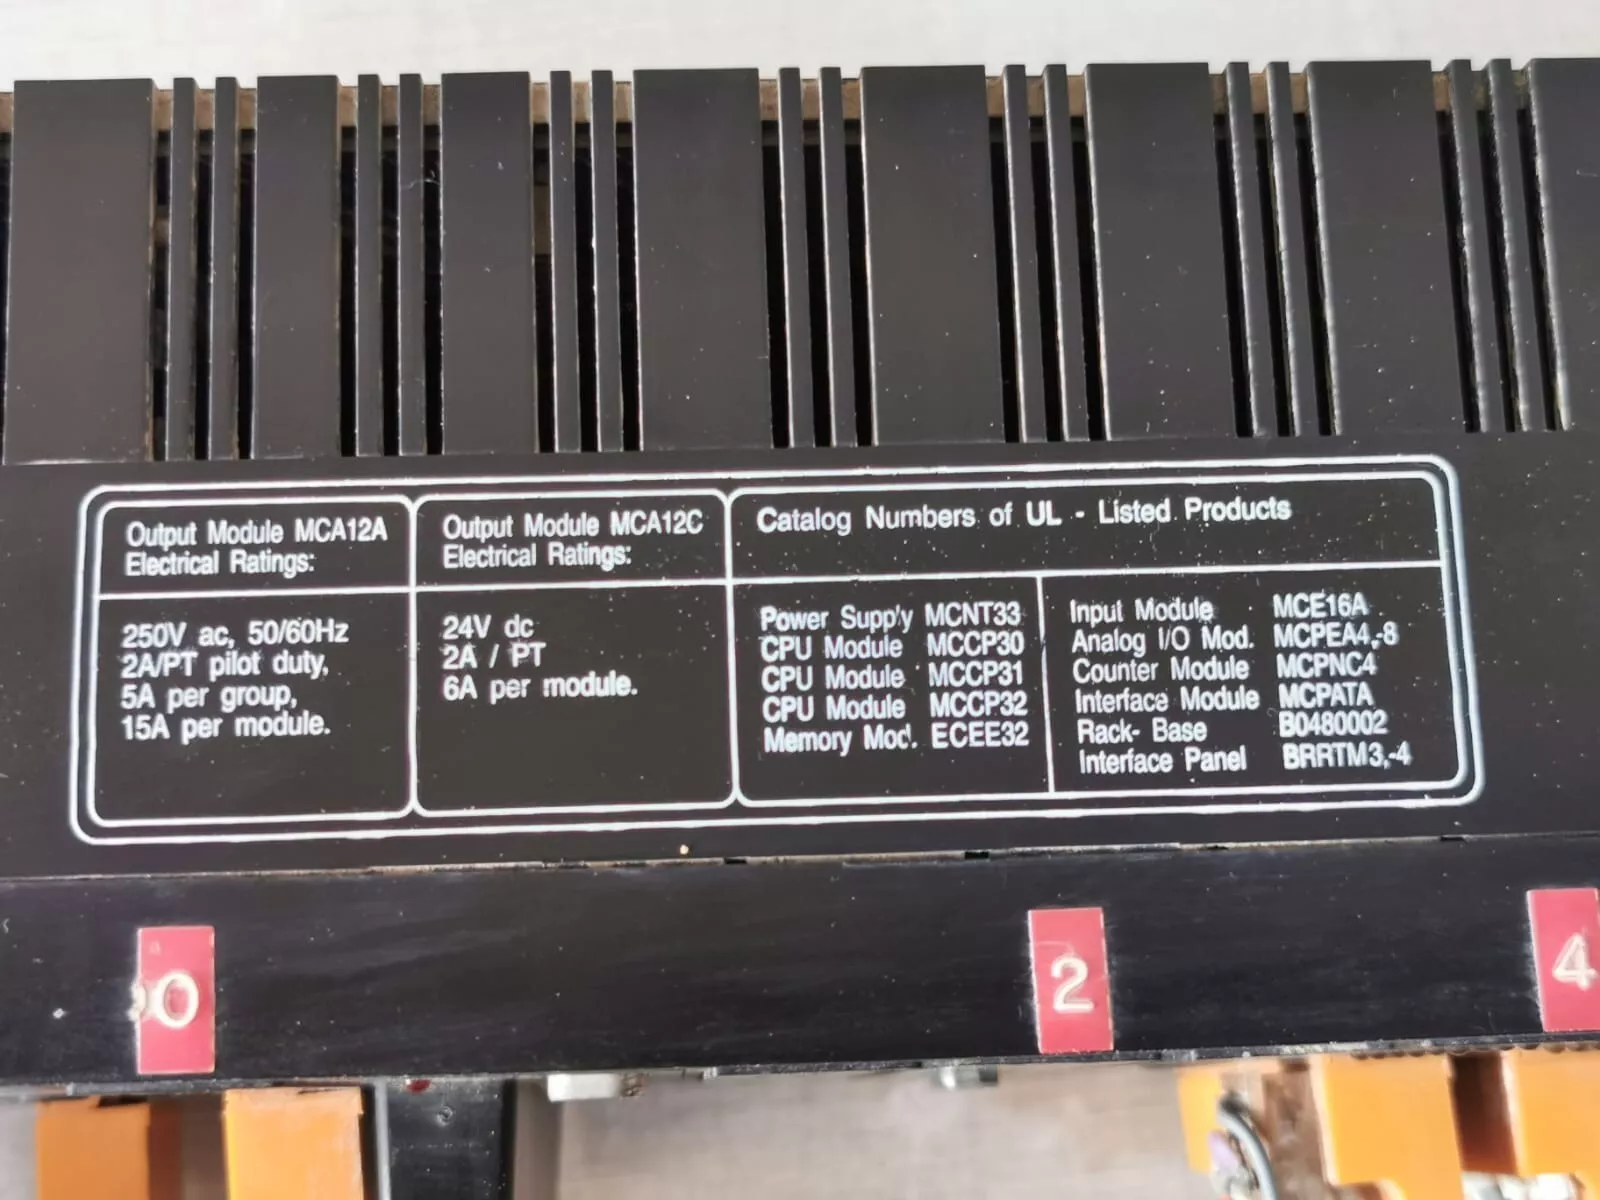 Output Module MCA12A
Electrical Ratings:
250V ac, 50/60Hz
2A/PT pilot duty,
5A per group,
15A per module.
Output Module MCA12C
Electrical Ratings:
24V dc
2A / PT
6A per module.
Catalog Numbers of UL - Listed Products
Power Supply MCNT33
CPU Module MCCP30
CPU Module MCCP31
CPU Module MCCP32
Memory Mod. ECEE32
Input Module MCE16A
Analog I/O Mod. MCPEA4,-8
Counter Module MCPNC4
Interface Module MCPATA
Rack- Base B0480002
Interface Panel BRRTM3,-4
0
2
4